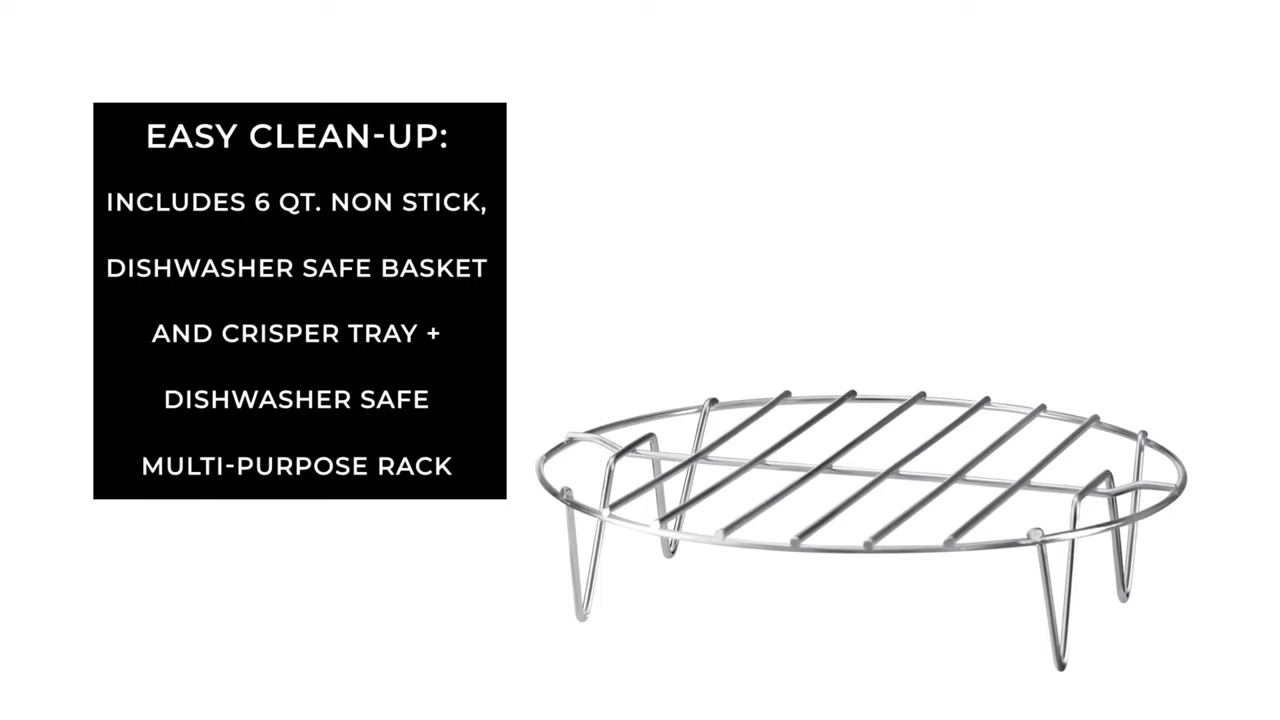 EASY CLEAN-UP:
INCLUDES 6 QT. NON STICK,
DISHWASHER SAFE BASKET
AND CRISPER TRAY +
DISHWASHER SAFE
MULTI-PURPOSE RACK